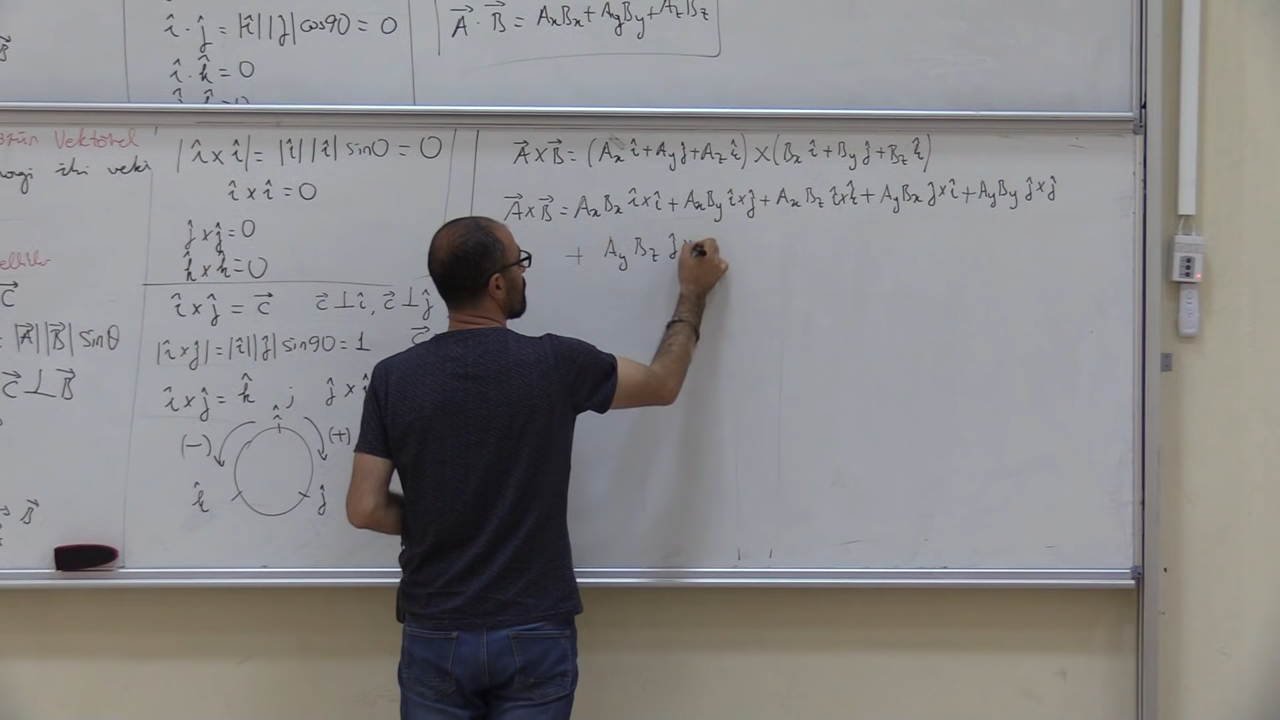 î · ĵ = |î||ĵ| cos90 = 0
î · k̂ = 0
A⃗ · B⃗ = AxBx + AyBy + AzBz
Vektörel
iki
C⃗
|A⃗||B⃗| sinθ
C⃗ ⊥ B⃗
B⃗
|î × î| = |î||î| sin0 = 0
î × î = 0
ĵ × ĵ = 0
k̂ × k̂ = 0
î × ĵ = c⃗ c⃗ ⊥ î, c⃗ ⊥ ĵ
|î × ĵ| = |î||ĵ| sin90 = 1
î × ĵ = k̂ ; ĵ ×
(-) î (+)
k̂ ĵ
A⃗×B⃗ = (Ax î + Ay ĵ + Az k̂) × (Bx î + By ĵ + Bz k̂)
A⃗×B⃗ = AxBx î×î + AxBy î×ĵ + AxBz î×k̂ + AyBx ĵ×î + AyBy ĵ×ĵ
+ AyBz ĵ